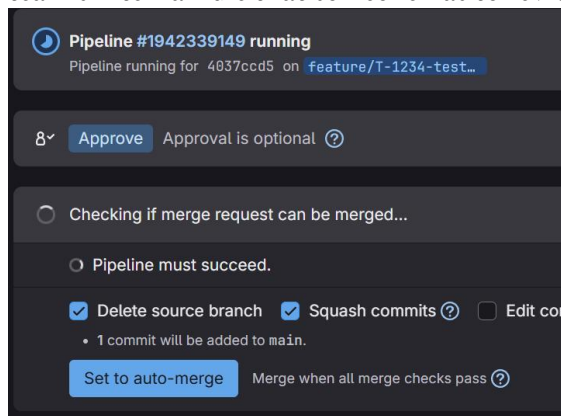 Pipeline #1942339149 running
Pipeline running for 4037ccd5 on feature/T-1234-test…
Approve Approval is optional
Checking if merge request can be merged...
Pipeline must succeed.
Delete source branch Squash commits Edit
1 commit will be added to main.
Set to auto-merge Merge when all merge checks pass